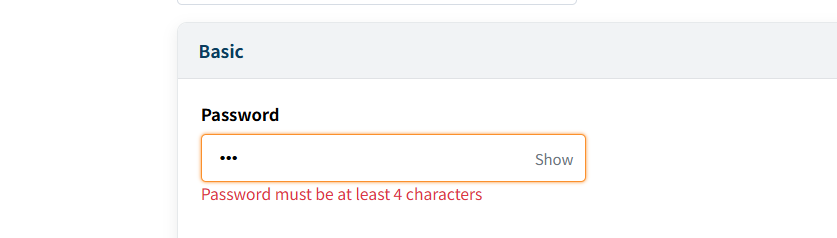 Basic
Password
•••
Show
Password must be at least 4 characters